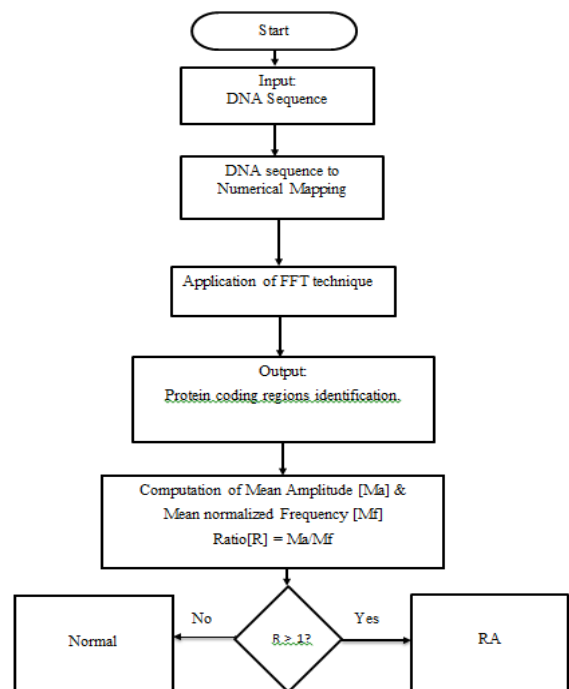 Start
Input:
DNA Sequence
DNA sequence to
Numerical Mapping
Application of FFT technique
Output:
Protein coding regions identification.
Computation of Mean Amplitude [Ma] &
Mean normalized Frequency [Mf]
Ratio[R] = Ma/Mf
No
Yes
Normal
R > 1?
RA